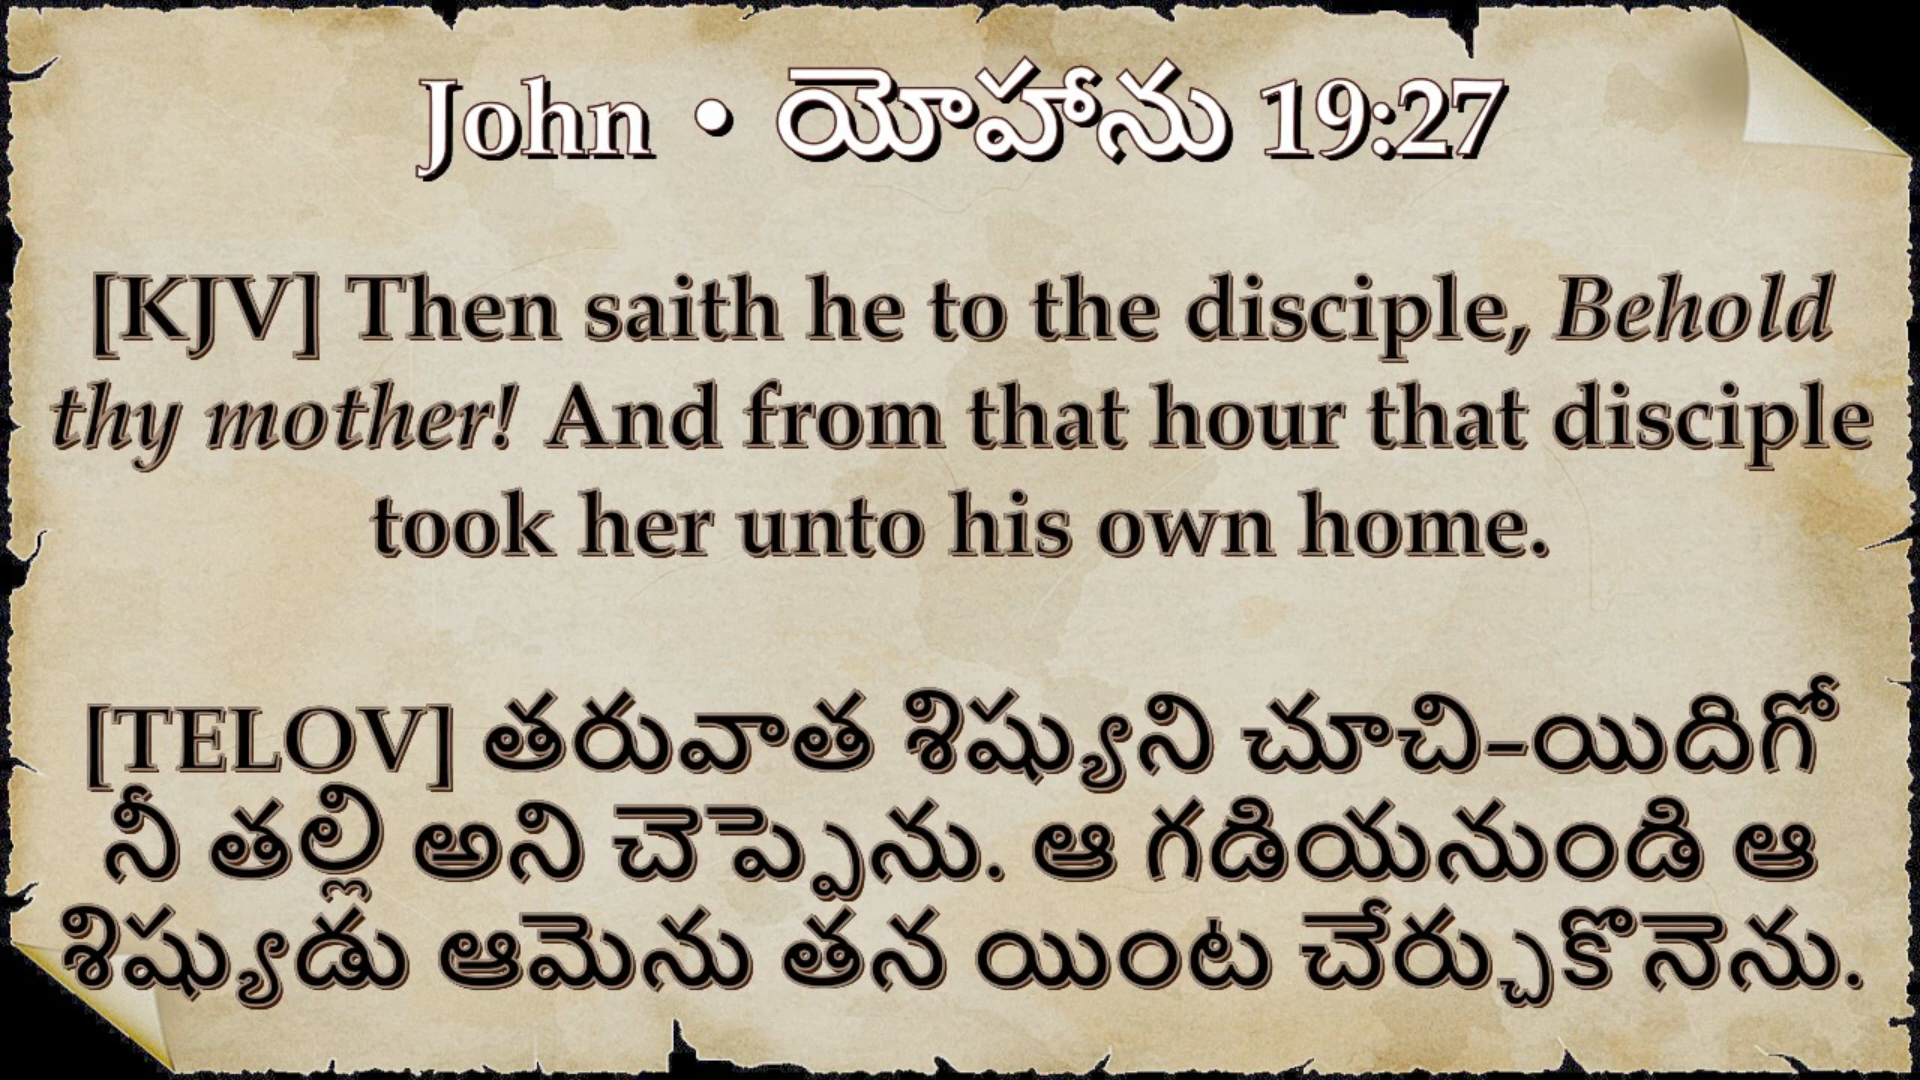 John • యోహాను 19:27
[KJV] Then saith he to the disciple, Behold
thy mother! And from that hour that disciple
took her unto his own home.
[TELOV] తరువాత శిష్యుని చూచి–యిదిగో
నీ తల్లి అని చెప్పెను. ఆ గడియనుండి ఆ
శిష్యుడు ఆమెను తన యింట చేర్చుకొనెను.